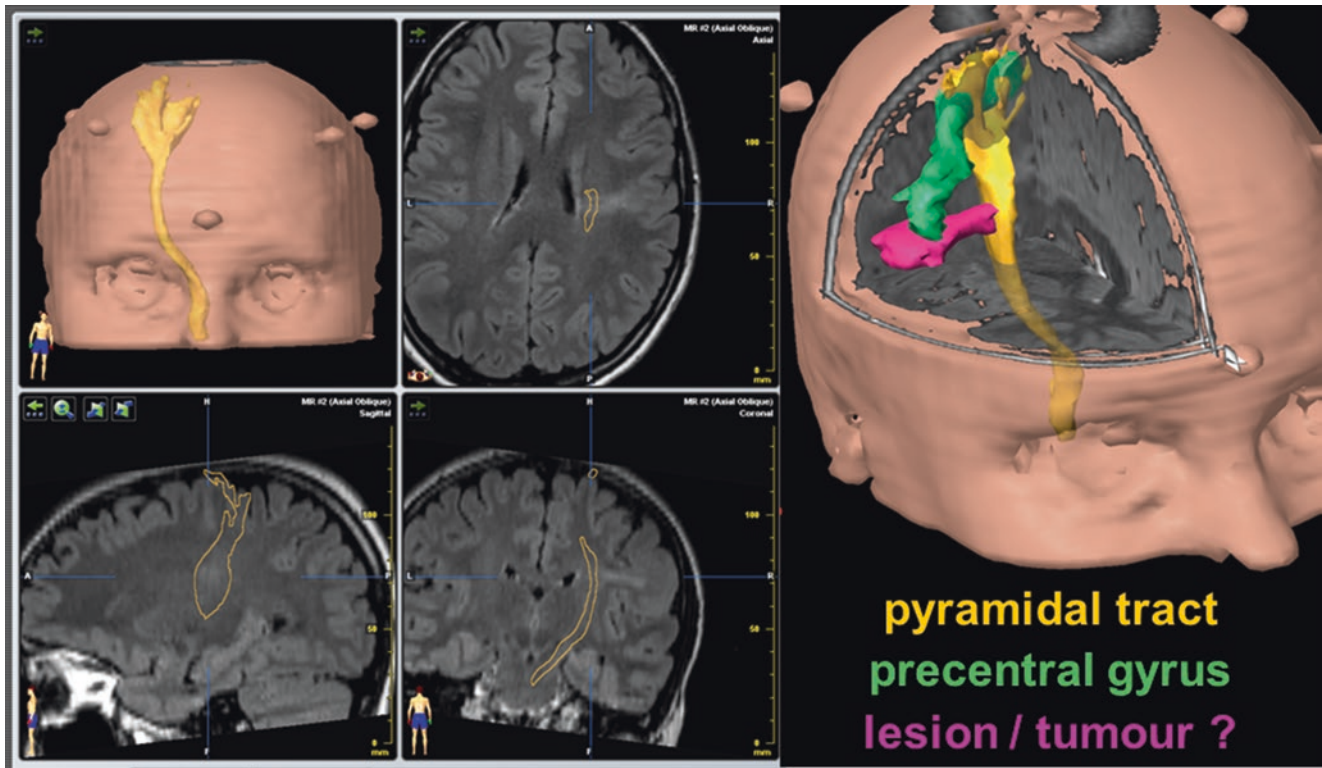 A
MR #2 (Axial Oblique)
Axial
100
L
R
50
P
0
mm
H
MR #2 (Axial Oblique)
Sagittal
100
A
P
50
F
0
mm
H
MR #2 (Axial Oblique)
Coronal
100
L
R
50
F
0
mm
pyramidal tract
precentral gyrus
lesion / tumour ?